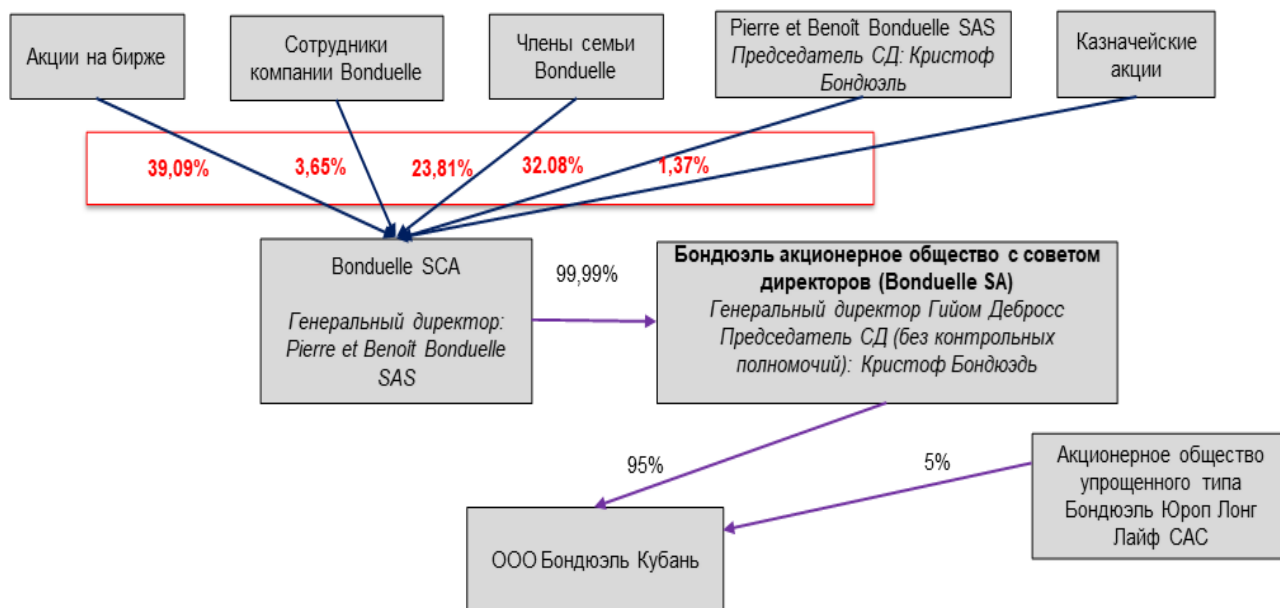 Акции на бирже
Сотрудники
компании Bonduelle
Члены семьи
Bonduelle
Pierre et Benoît Bonduelle SAS
Председатель СД: Кристоф
Бондюэль
Казначейские
акции
39,09%
3,65%
23,81%
32.08%
1,37%
Bonduelle SCA
Генеральный директор:
Pierre et Benoît Bonduelle
SAS
99,99%
Бондюэль акционерное общество с советом
директоров (Bonduelle SA)
Генеральный директор Гийом Дебросс
Председатель СД (без контрольных
полномочий): Кристоф Бондюэдь
95%
5%
Акционерное общество
упрощенного типа
Бондюэль Юроп Лонг
Лайф САС
ООО Бондюэль Кубань